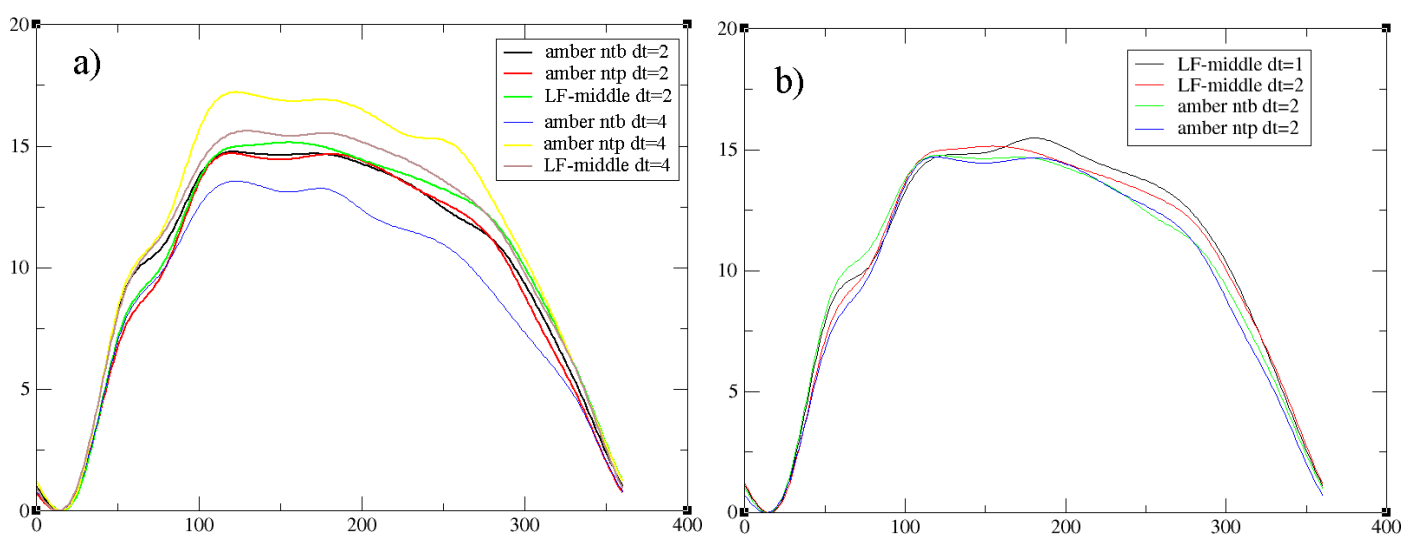 a)
amber ntb dt=2
amber ntp dt=2
LF-middle dt=2
amber ntb dt=4
amber ntp dt=4
LF-middle dt=4
20
15
10
5
0
0 100 200 300 400
b)
LF-middle dt=1
LF-middle dt=2
amber ntb dt=2
amber ntp dt=2
20
15
10
5
0
0 100 200 300 400